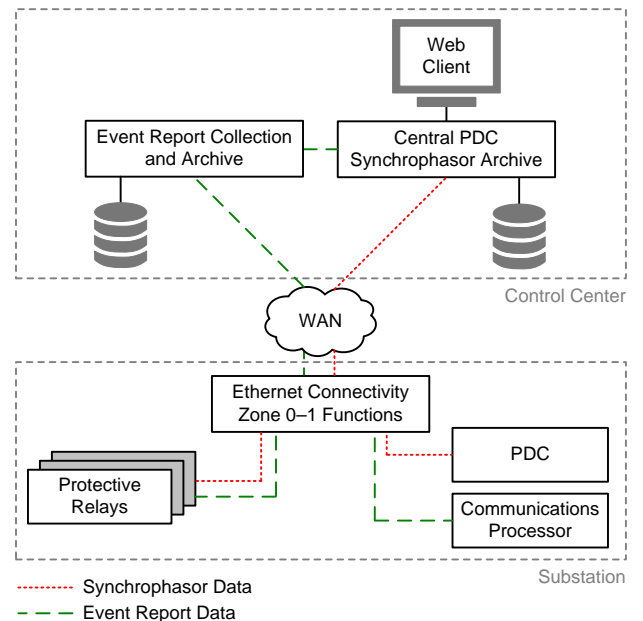 Web
Client
Event Report Collection
and Archive
Central PDC
Synchrophasor Archive
Control Center
WAN
Ethernet Connectivity
Zone 0–1 Functions
Protective
Relays
PDC
Communications
Processor
Substation
Synchrophasor Data
Event Report Data